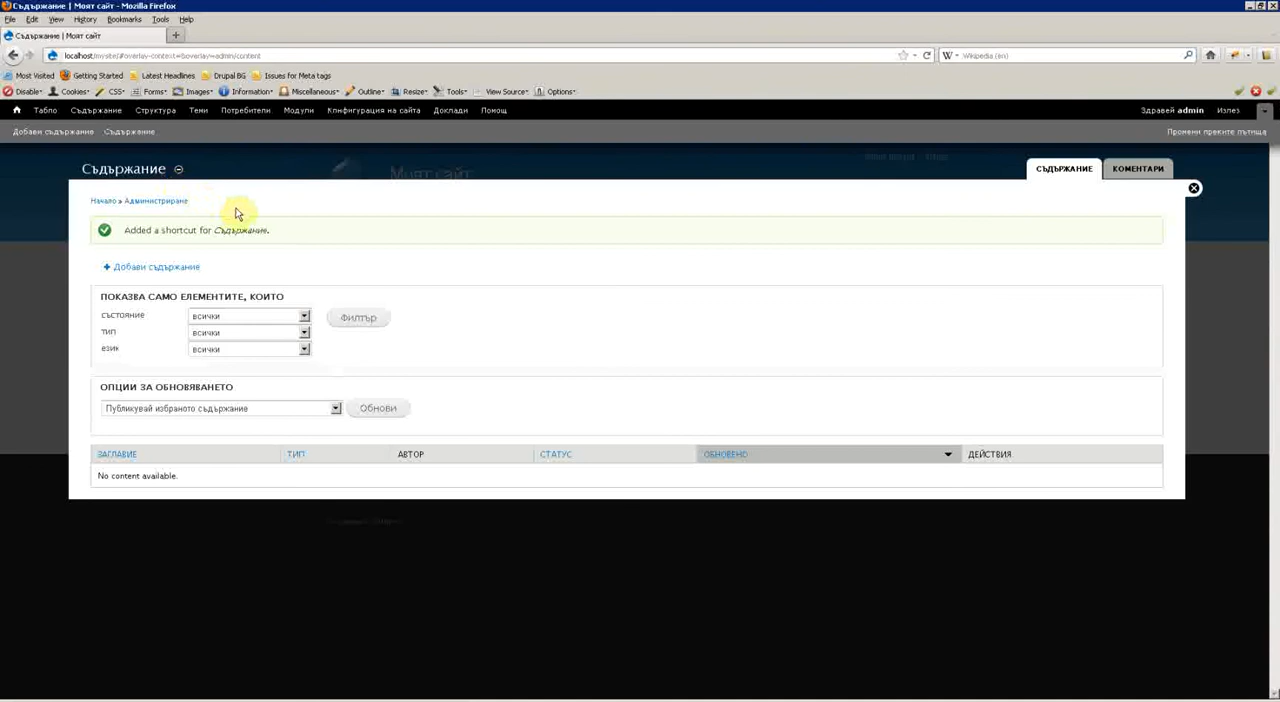 Съдържание | Моят сайт - Mozilla Firefox
File Edit View History Bookmarks Tools Help
Съдържание | Моят сайт
localhost/mysite/#overlay-context=&overlay=admin/content
Wikipedia (en)
Most Visited Getting Started Latest Headlines Drupal BG Issues for Meta tags
Disable Cookies CSS Forms Images Information Miscellaneous Outline Resize Tools View Source Options
Табло Съдържание Структура Теми Потребители Модули Конфигурация на сайта Доклади Помощ Здравей admin Излез
Добави съдържание Съдържание Промени преките пътища
Съдържание
Моят сайт
СЪДЪРЖАНИЕ КОМЕНТАРИ
Начало » Администриране
Added a shortcut for Съдържание.
Добави съдържание
ПОКАЗВА САМО ЕЛЕМЕНТИТЕ, КОИТО
състояние всички Филтър
тип всички
език всички
ОПЦИИ ЗА ОБНОВЯВАНЕТО
Публикувай избраното съдържание Обнови
ЗАГЛАВИЕ ТИП АВТОР СТАТУС ОБНОВЕНО ДЕЙСТВИЯ
No content available.